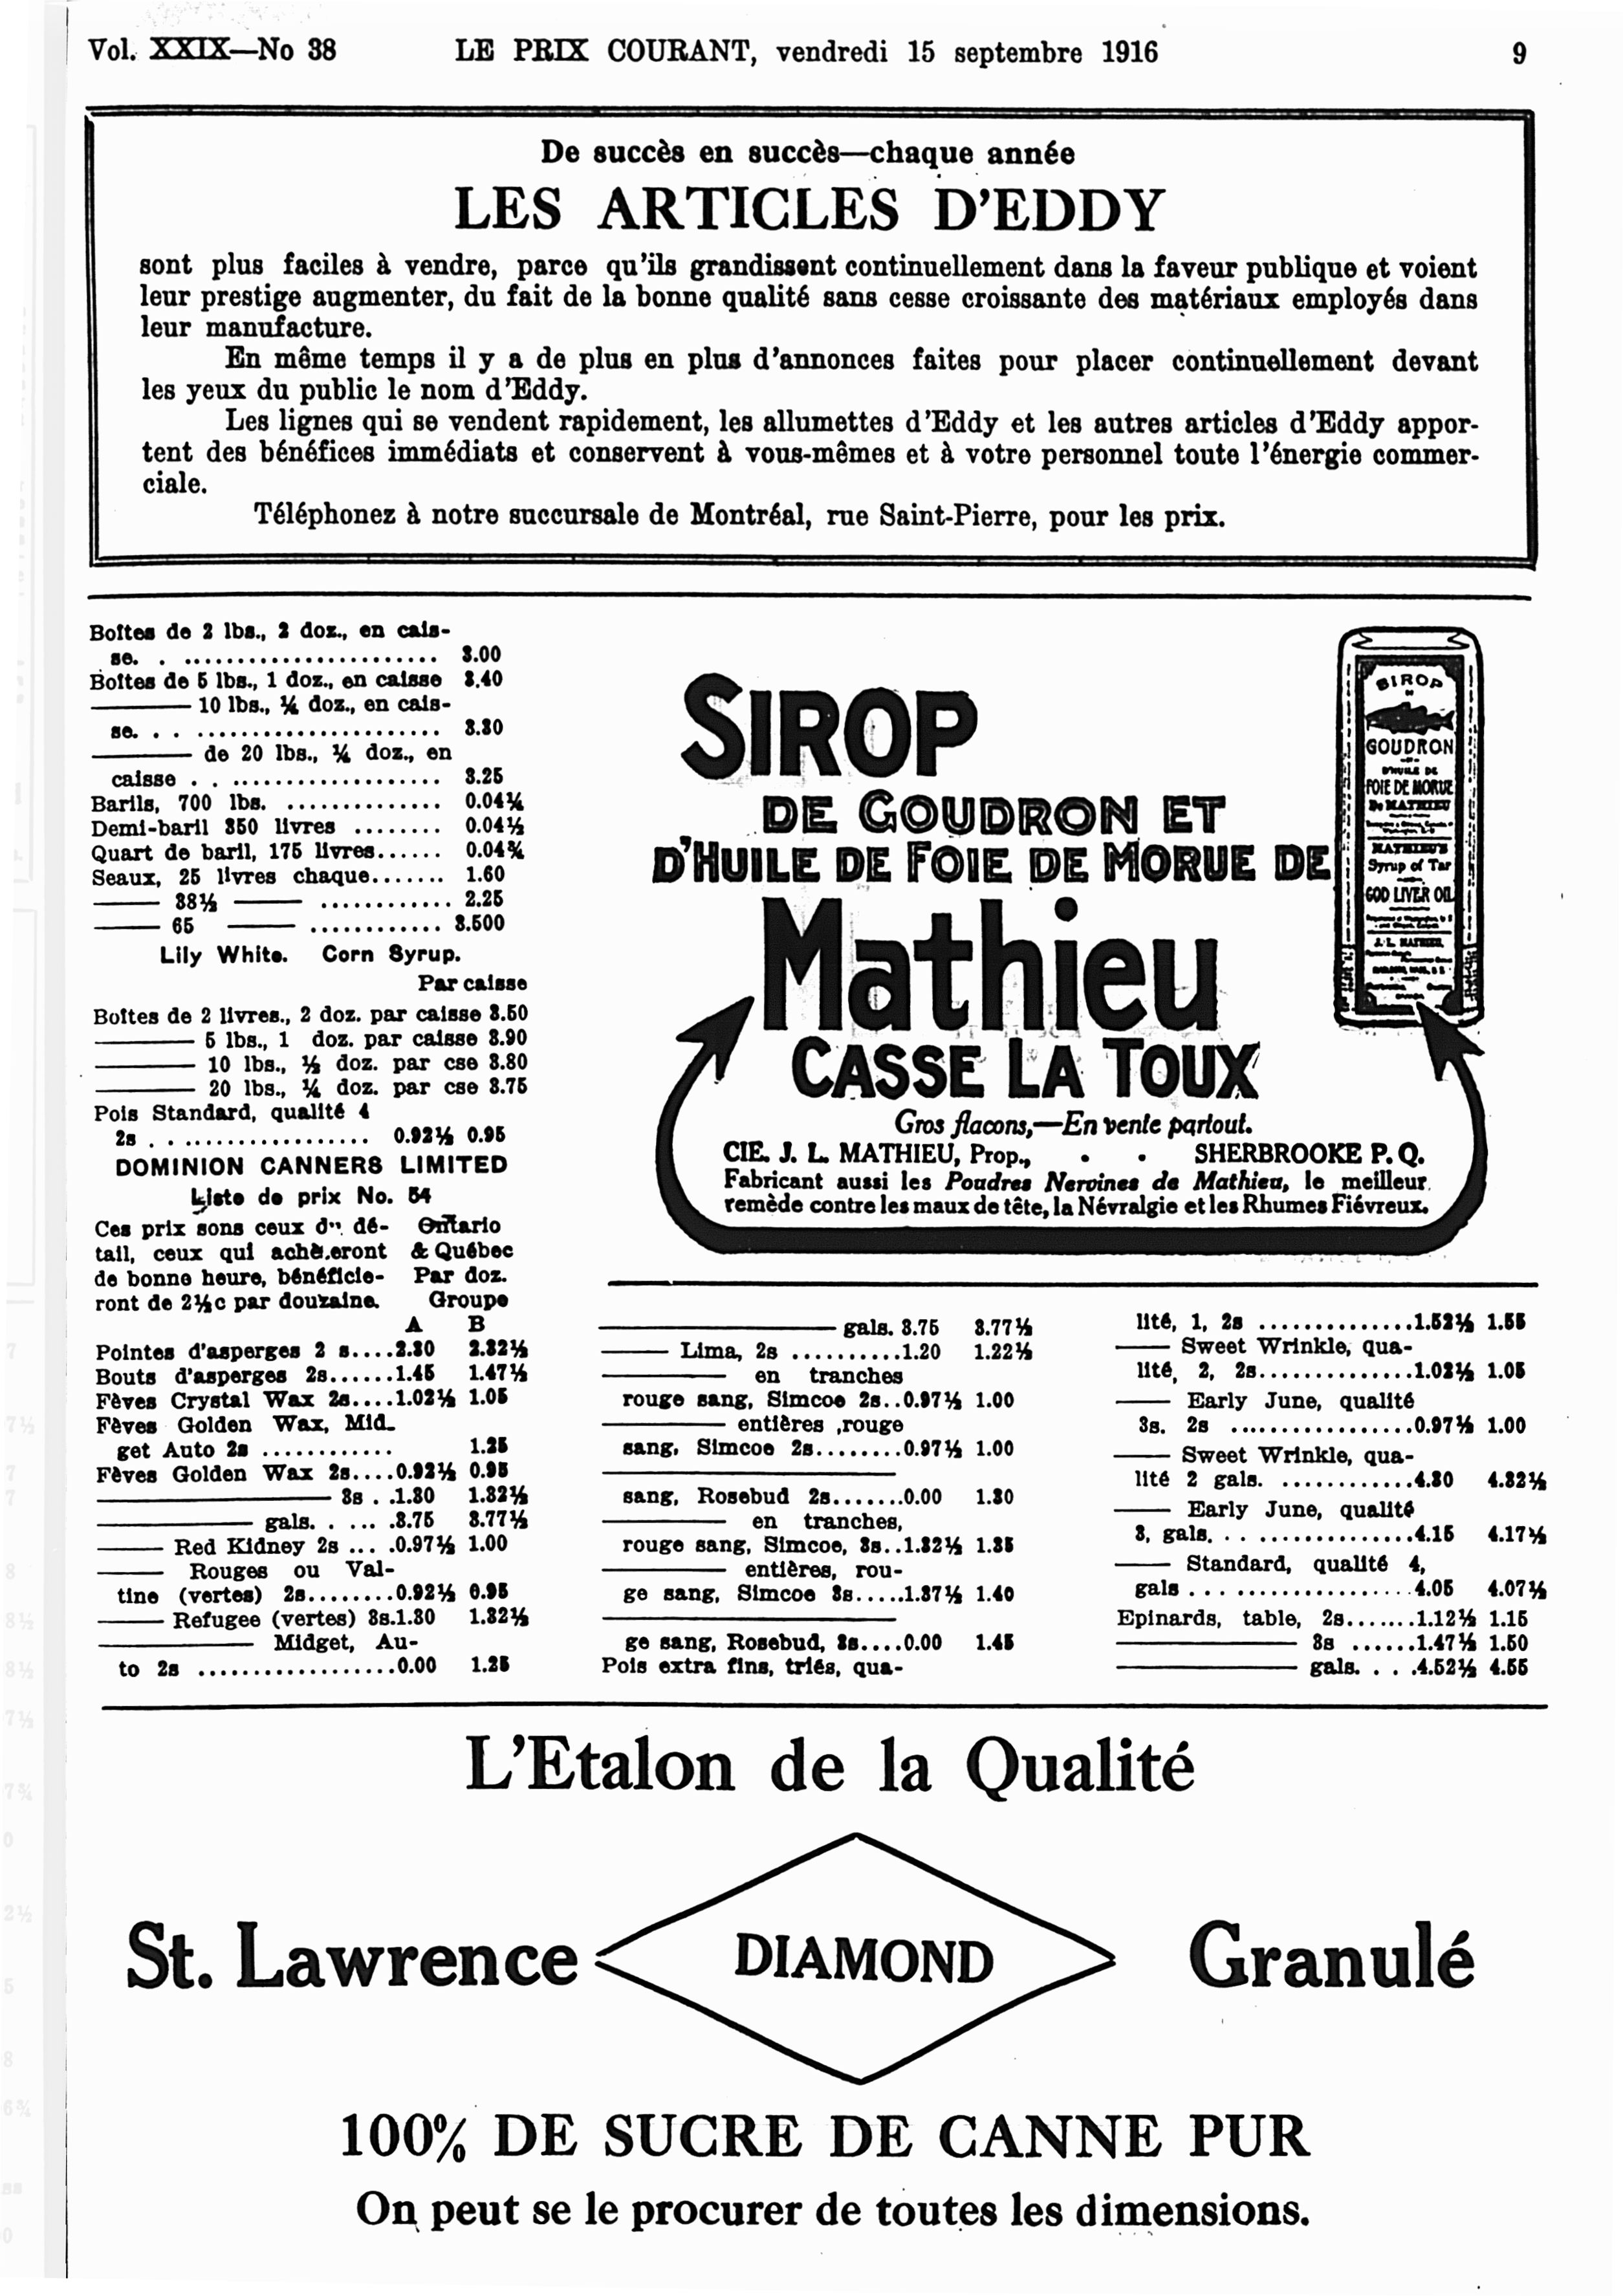 Vol. XXIX—No 38 LE PRIX COURANT, vendredi 15 septembre 1916 9
De succès en succès—chaque année
LES ARTICLES D'EDDY
sont plus faciles à vendre, parce qu'ils grandissent continuellement dans la faveur publique et voient
leur prestige augmenter, du fait de la bonne qualité sans cesse croissante des matériaux employés dans
leur manufacture.
En même temps il y a de plus en plus d'annonces faites pour placer continuellement devant
les yeux du public le nom d'Eddy.
Les lignes qui se vendent rapidement, les allumettes d'Eddy et les autres articles d'Eddy appor-
tent des bénéfices immédiats et conservent à vous-mêmes et à votre personnel toute l'énergie commer-
ciale.
Téléphonez à notre succursale de Montréal, rue Saint-Pierre, pour les prix.
Boîtes de 2 lbs., 2 doz., en cais-
se. . ........................ 3.00
Boîtes de 5 lbs., 1 doz., en caisse 3.40
——— 10 lbs., ½ doz., en cais-
se. . . ....................... 3.30
——— de 20 lbs., ¼ doz., en
caisse . . .................... 3.25
Barils, 700 lbs. ............... 0.04¼
Demi-baril 350 livres ........ 0.04½
Quart de baril, 175 livres...... 0.04¾
Seaux, 25 livres chaque....... 1.60
—— 38½ —— ............. 2.25
—— 65 —— ............ 3.500
Lily White. Corn Syrup.
Par caisse
Boîtes de 2 livres., 2 doz. par caisse 3.50
——— 5 lbs., 1 doz. par caisse 3.90
——— 10 lbs., ½ doz. par cse 3.80
——— 20 lbs., ¼ doz. par cse 3.75
Pois Standard, qualité 4
2s . . .................. 0.92½ 0.95
DOMINION CANNERS LIMITED
Liste de prix No. 54
Ces prix sons ceux d". dé- Ontario
tail, ceux qui achèteront & Québec
de bonne heure, bénéficie- Par doz.
ront de 2½c par douzaine. Groupe
A B
Pointes d'asperges 2 s....2.30 2.32½
Bouts d'asperges 2s......1.45 1.47½
Fèves Crystal Wax 2s....1.02½ 1.05
Fèves Golden Wax, Mid-
get Auto 2s ............ 1.25
Fèves Golden Wax 2s....0.92½ 0.95
——— 3s . .1.30 1.32½
——— gals. . ... .3.75 3.77½
—— Red Kidney 2s ... .0.97½ 1.00
—— Rouges ou Val-
tine (vertes) 2s........0.92½ 0.95
—— Refugee (vertes) 3s.1.30 1.32½
——— Midget, Au-
to 2s ...................0.00 1.25
SIROP
DE GOUDRON ET
D'HUILE DE FOIE DE MORUE DE
Mathieu
CASSE LA TOUX
Gros flacons,—En vente partout.
CIE. J. L. MATHIEU, Prop., . . SHERBROOKE P. Q.
Fabricant aussi les Poudres Nervines de Mathieu, le meilleur
remède contre les maux de tête, la Névralgie et les Rhumes Fiévreux.
SIROP
GOUDRON
D'HUILE DE
FOIE DE MORUE
De MATHIEU
MATHIEU'S
Syrup of Tar
COD LIVER OIL
J. L. MATHIEU,
——— gals. 3.75 3.77½
—— Lima, 2s ..........1.20 1.22½
——— en tranches
rouge sang, Simcoe 2s..0.97½ 1.00
——— entières ,rouge
sang, Simcoe 2s........0.97½ 1.00
———
sang, Rosebud 2s.......0.00 1.30
——— en tranches,
rouge sang, Simcoe, 3s..1.32½ 1.35
——— entières, rou-
ge sang, Simcoe 3s.....1.37½ 1.40
———
ge sang, Rosebud, 3s....0.00 1.45
Pois extra fins, triés, qua-
lité, 1, 2s ..............1.52½ 1.55
—— Sweet Wrinkle, qua-
lité, 2, 2s..............1.02½ 1.05
—— Early June, qualité
3s. 2s .................0.97½ 1.00
—— Sweet Wrinkle, qua-
lité 2 gals. ............4.30 4.32½
—— Early June, qualité
3, gals. . . ..............4.15 4.17½
—— Standard, qualité 4,
gals . . . .................4.05 4.07½
Epinards, table, 2s.......1.12½ 1.15
——— 3s ......1.47½ 1.50
——— gals. . . .4.52½ 4.55
L'Etalon de la Qualité
St. Lawrence DIAMOND Granulé
100% DE SUCRE DE CANNE PUR
On peut se le procurer de toutes les dimensions.